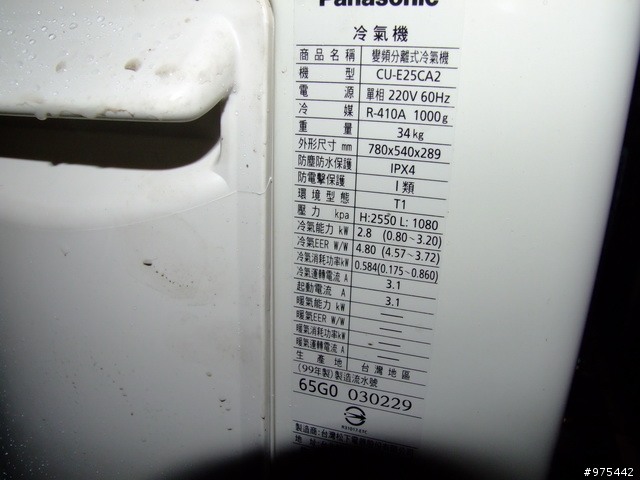 Panasonic
冷氣機
商品名稱 變頻分離式冷氣機
機型 CU-E25CA2
電源 單相 220V 60Hz
冷媒 R-410A 1000g
重量 34kg
外形尺寸 mm 780x540x289
防塵防水保護 IPX4
防電擊保護 I 類
環境型態 T1
壓力 kpa H:2550 L: 1080
冷氣能力 kW 2.8 (0.80~3.20)
冷氣EER W/W 4.80 (4.57~3.72)
冷氣消耗功率kW 0.584(0.175~0.860)
冷氣運轉電流 A 3.1
起動電流 A 3.1
暖氣能力 kW —
暖氣EER W/W —
暖氣消耗功率kW —
暖氣運轉電流 A —
生產地 台灣地區
(99年製)製造流水號
65G0 030229
製造商:台灣松下
#975442